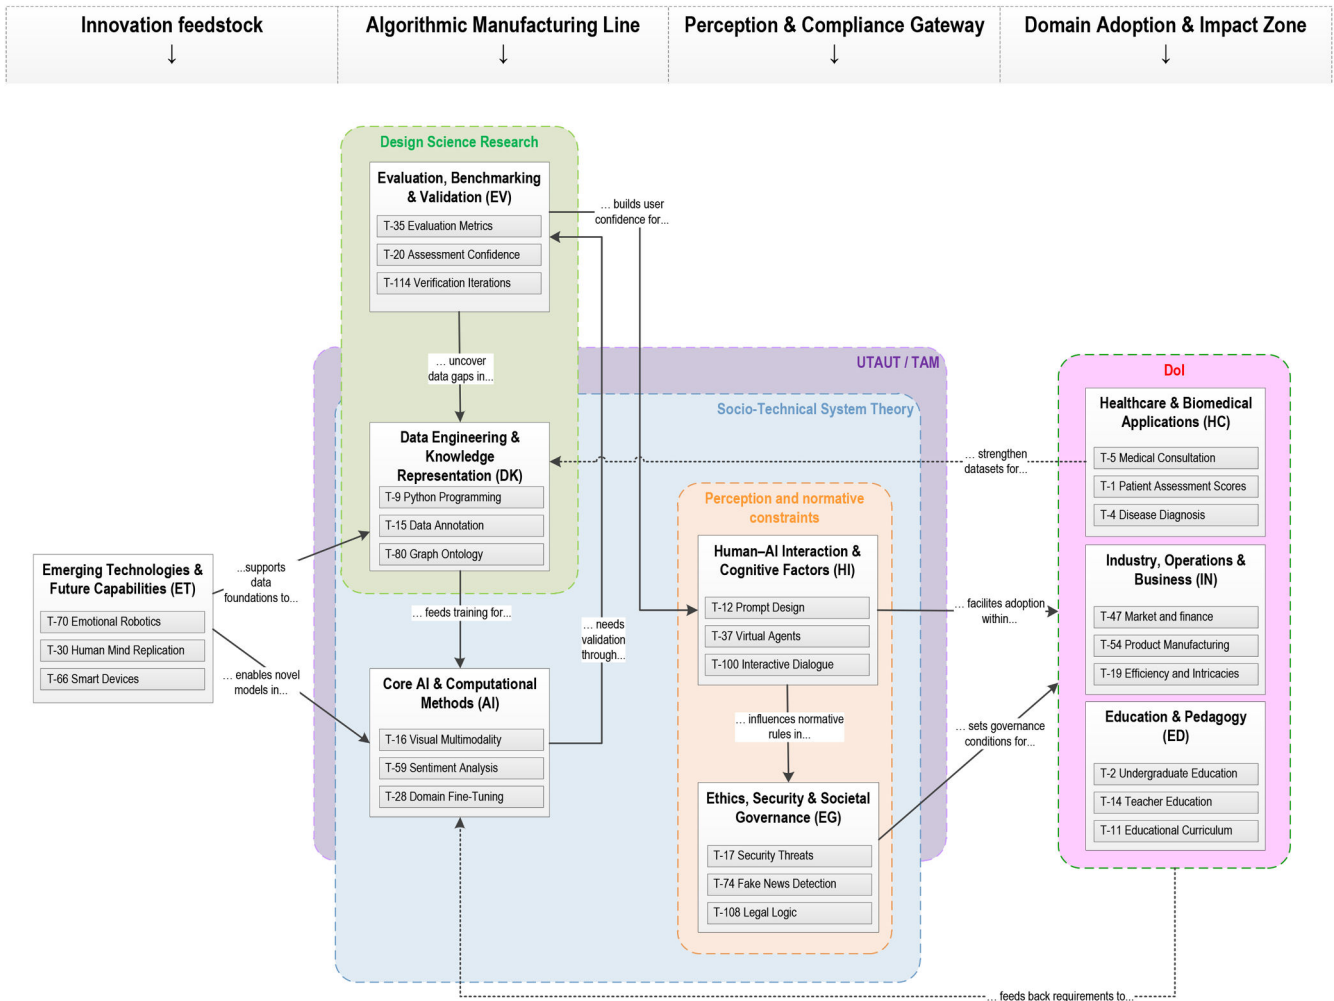 Innovation feedstock
↓
Algorithmic Manufacturing Line
↓
Perception & Compliance Gateway
↓
Domain Adoption & Impact Zone
↓
Design Science Research
Evaluation, Benchmarking
& Validation (EV)
T-35 Evaluation Metrics
T-20 Assessment Confidence
T-114 Verification Iterations
... builds user
confidence for...
... uncover
data gaps in...
UTAUT / TAM
Socio-Technical System Theory
Data Engineering &
Knowledge
Representation (DK)
T-9 Python Programming
T-15 Data Annotation
T-80 Graph Ontology
... strengthen
datasets for...
DoI
Healthcare & Biomedical
Applications (HC)
T-5 Medical Consultation
T-1 Patient Assessment Scores
T-4 Disease Diagnosis
Perception and normative
constraints
Human–AI Interaction &
Cognitive Factors (HI)
T-12 Prompt Design
T-37 Virtual Agents
T-100 Interactive Dialogue
Industry, Operations &
Business (IN)
T-47 Market and finance
T-54 Product Manufacturing
T-19 Efficiency and Intricacies
Emerging Technologies &
Future Capabilities (ET)
T-70 Emotional Robotics
T-30 Human Mind Replication
T-66 Smart Devices
...supports
data
foundations to...
... enables novel
models in...
... feeds training for...
... needs
validation
through...
... facilites adoption
within...
Core AI & Computational
Methods (AI)
T-16 Visual Multimodality
T-59 Sentiment Analysis
T-28 Domain Fine-Tuning
... influences normative
rules in...
... sets governance
conditions for...
Education & Pedagogy
(ED)
T-2 Undergraduate Education
T-14 Teacher Education
T-11 Educational Curriculum
Ethics, Security & Societal
Governance (EG)
T-17 Security Threats
T-74 Fake News Detection
T-108 Legal Logic
... feeds back requirements to...